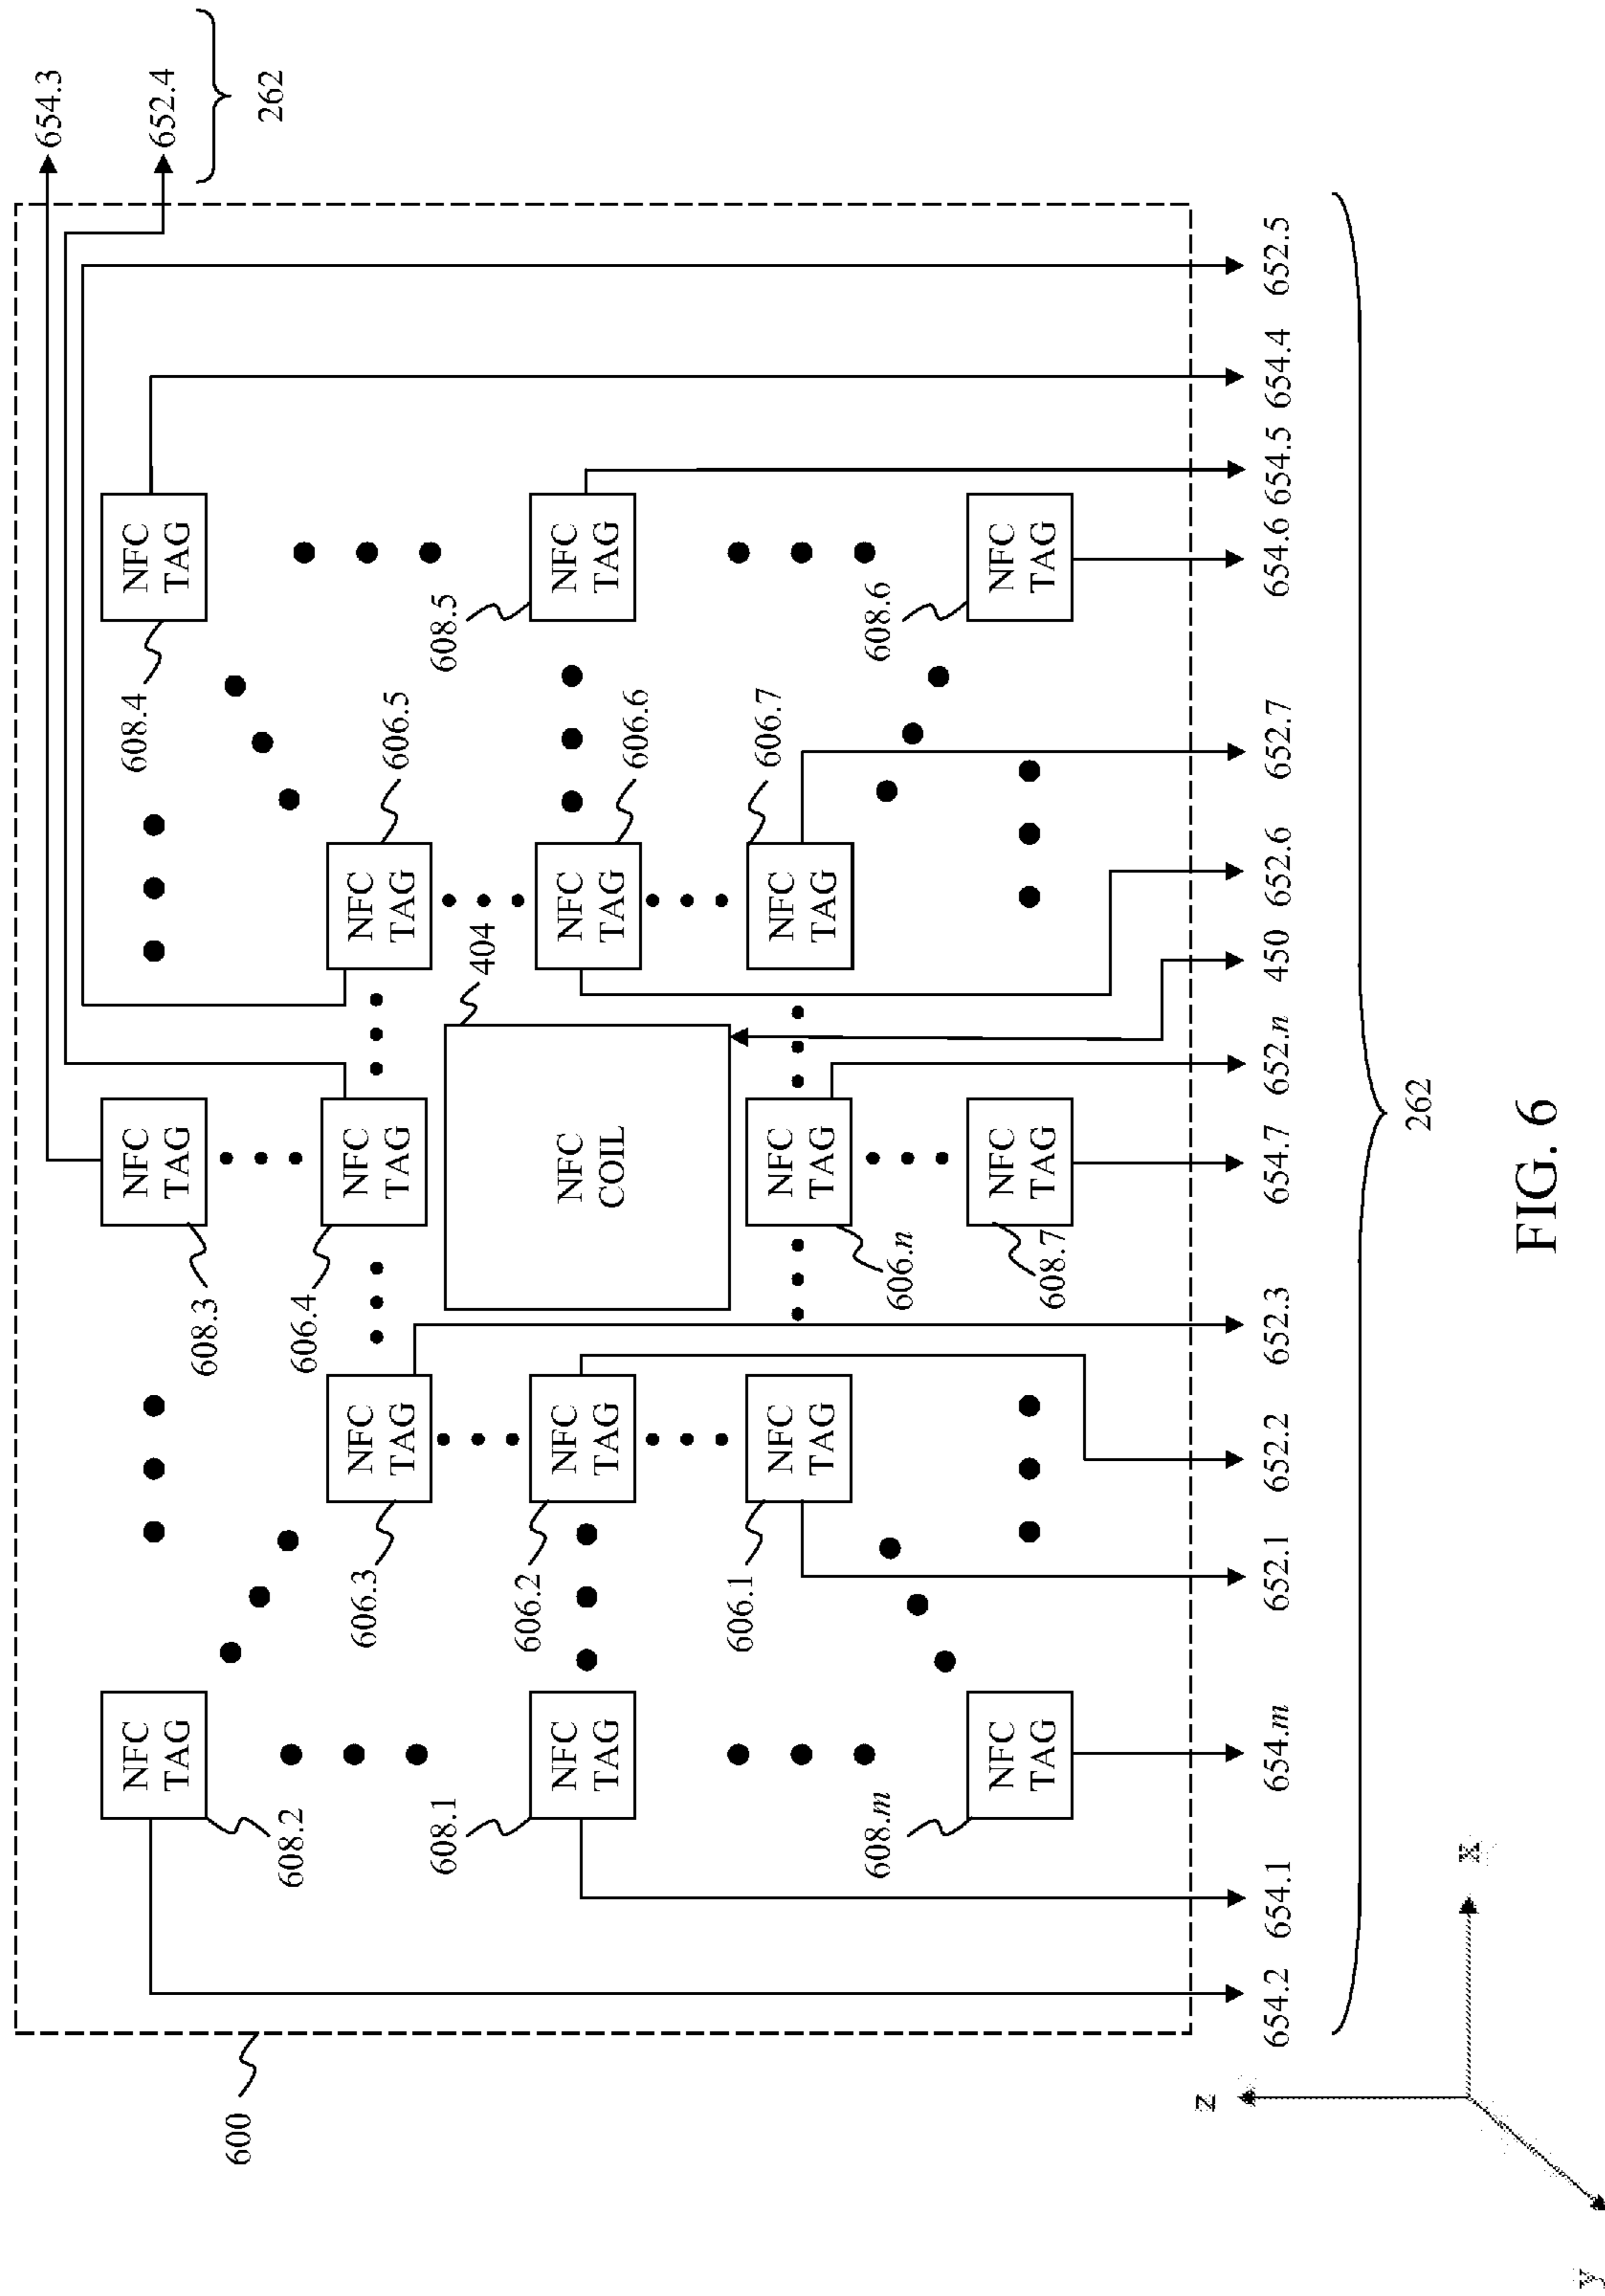 654.3
652.4
262
600
NFC
TAG
608.2
NFC
TAG
608.3
NFC
TAG
608.4
NFC
TAG
606.3
NFC
TAG
606.4
NFC
TAG
606.5
NFC
TAG
608.1
NFC
TAG
606.2
NFC
COIL
404
NFC
TAG
606.6
NFC
TAG
608.5
NFC
TAG
606.1
NFC
TAG
606.n
NFC
TAG
606.7
NFC
TAG
608.m
NFC
TAG
608.7
NFC
TAG
608.6
654.2 654.1 654.m 652.1 652.2 652.3 654.7 652.n 450 652.6 652.7 654.6 654.5 654.4 652.5
262
z
x
y
FIG. 6